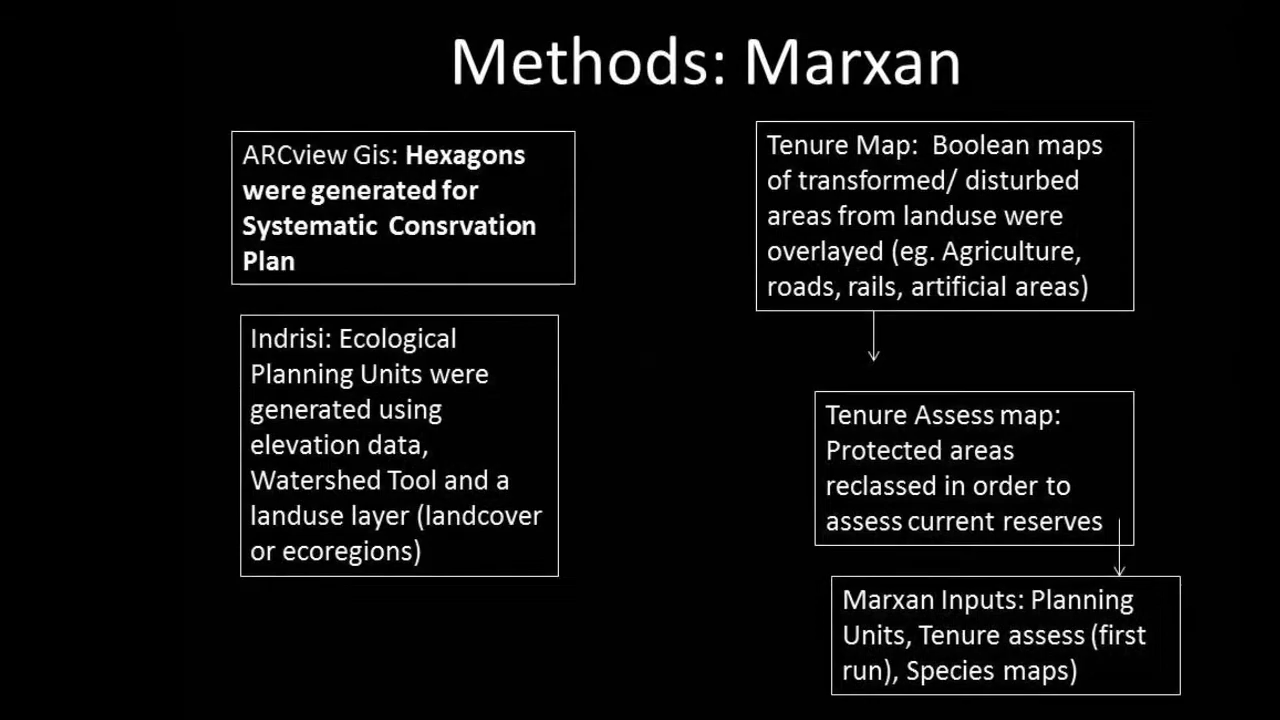 Methods: Marxan
ARCview Gis: Hexagons
were generated for
Systematic Consrvation
Plan
Indrisi: Ecological
Planning Units were
generated using
elevation data,
Watershed Tool and a
landuse layer (landcover
or ecoregions)
Tenure Map: Boolean maps
of transformed/ disturbed
areas from landuse were
overlayed (eg. Agriculture,
roads, rails, artificial areas)
Tenure Assess map:
Protected areas
reclassed in order to
assess current reserves
Marxan Inputs: Planning
Units, Tenure assess (first
run), Species maps)